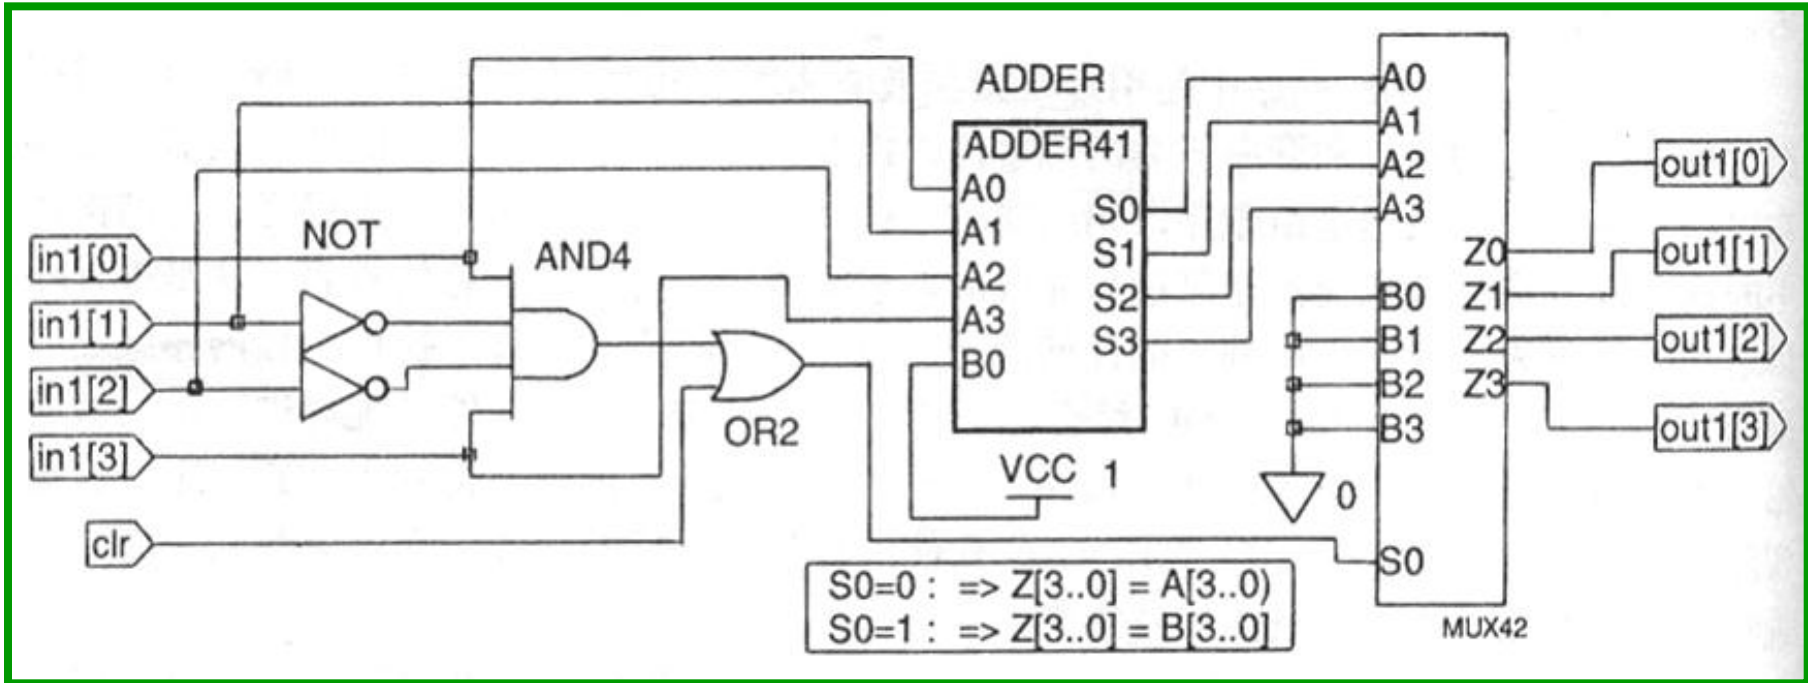 ADDER
ADDER41
A0
A1
A2
A3
B0
S0
S1
S2
S3
NOT
AND4
in1[0]
in1[1]
in1[2]
in1[3]
clr
OR2
VCC 1
A0
A1
A2
A3
B0
B1
B2
B3
S0
Z0
Z1
Z2
Z3
0
out1[0]
out1[1]
out1[2]
out1[3]
S0=0 : => Z[3..0] = A[3..0)
S0=1 : => Z[3..0] = B[3..0]
MUX42